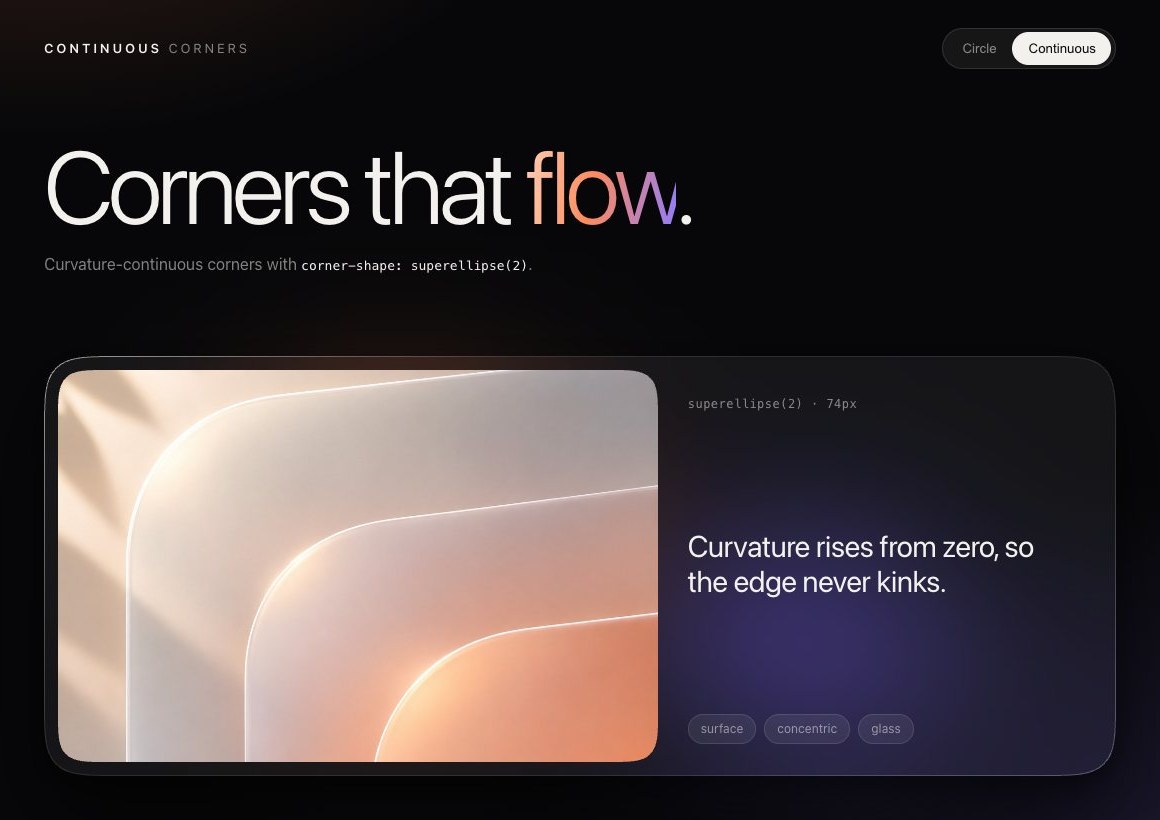 CONTINUOUS CORNERS
Circle
Continuous
Corners that flow.
Curvature-continuous corners with corner-shape: superellipse(2).
superellipse(2) · 74px
Curvature rises from zero, so
the edge never kinks.
surface
concentric
glass